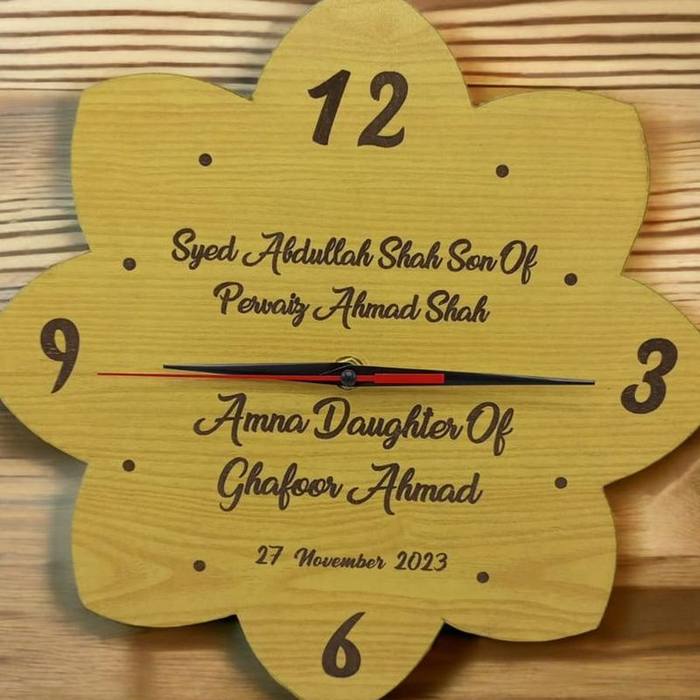 12
Syed Abdullah Shah Son Of
Pervaiz Ahmad Shah
9
3
Amna Daughter Of
Ghafoor Ahmad
27 November 2023
6